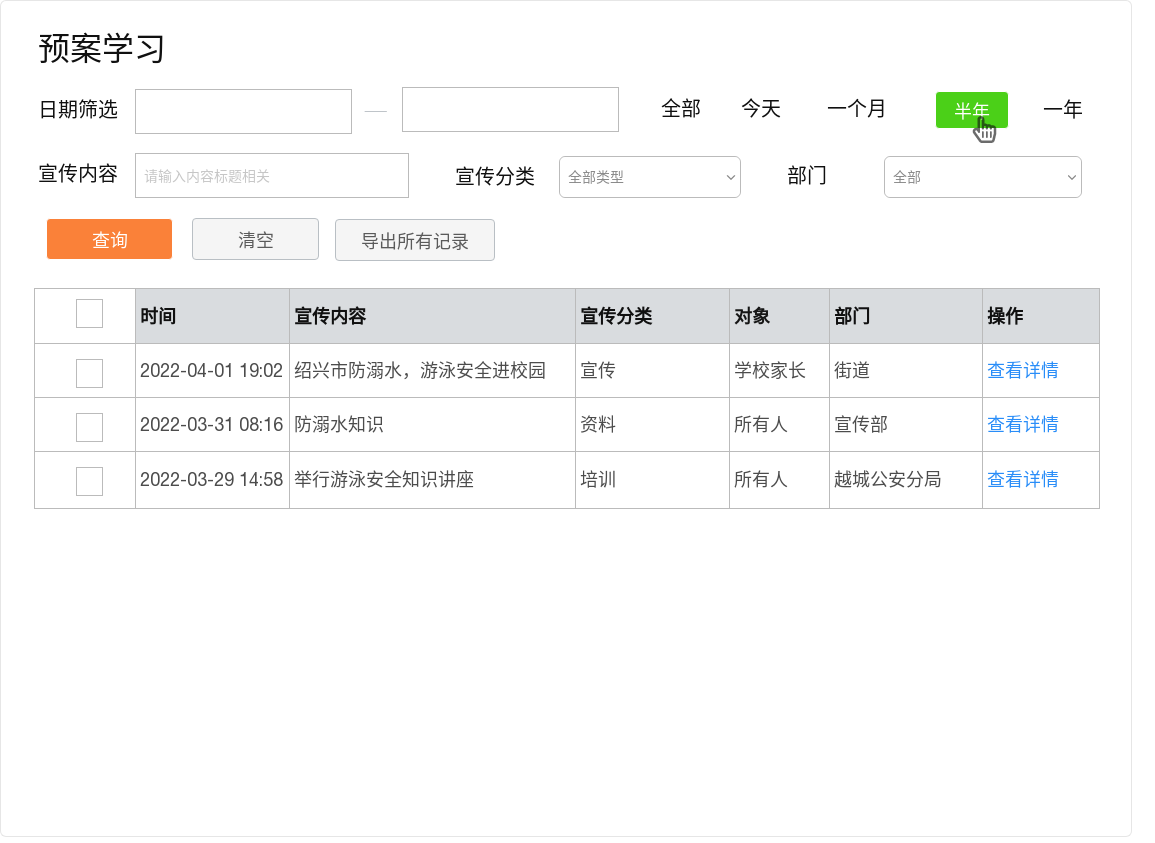 预案学习
日期筛选 — 全部 今天 一个月 半年 一年
宣传内容 请输入内容标题相关 宣传分类 全部类型 部门 全部
查询 清空 导出所有记录
时间 宣传内容 宣传分类 对象 部门 操作
2022-04-01 19:02 绍兴市防溺水，游泳安全进校园 宣传 学校家长 街道 查看详情
2022-03-31 08:16 防溺水知识 资料 所有人 宣传部 查看详情
2022-03-29 14:58 举行游泳安全知识讲座 培训 所有人 越城公安分局 查看详情